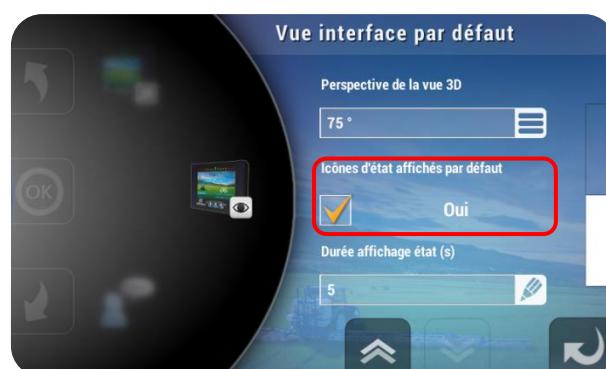 Vue interface par défaut
Perspective de la vue 3D
75 °
Icônes d'état affichés par défaut
Oui
Durée affichage état (s)
5
OK